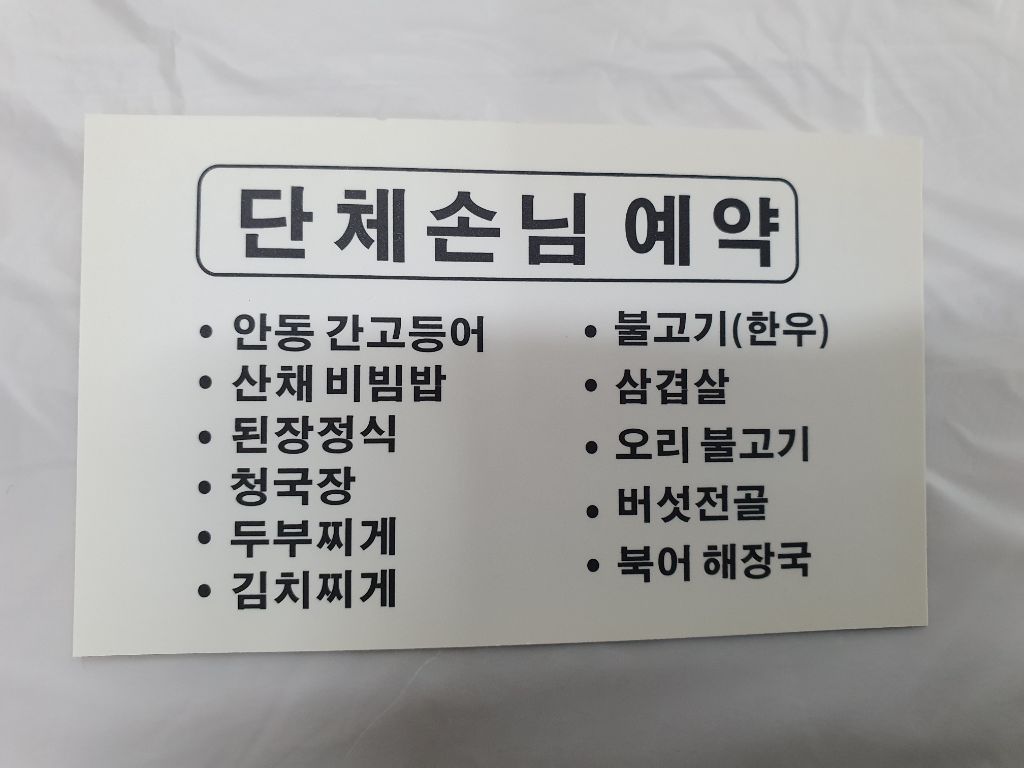 단체손님 예약
• 안동 간고등어
• 산채 비빔밥
• 된장정식
• 청국장
• 두부찌게
• 김치찌게
• 불고기(한우)
• 삼겹살
• 오리 불고기
• 버섯전골
• 북어 해장국